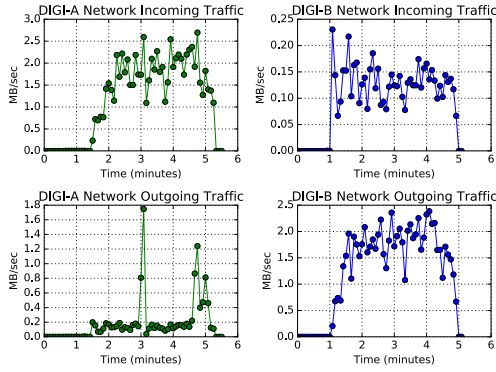 DIGI-A Network Incoming Traffic
DIGI-B Network Incoming Traffic
3.0
2.5
2.0
1.5
1.0
0.5
0.0
MB/sec
0 1 2 3 4 5 6
Time (minutes)
0.25
0.20
0.15
0.10
0.05
0.00
MB/sec
0 1 2 3 4 5 6
Time (minutes)
DIGI-A Network Outgoing Traffic
DIGI-B Network Outgoing Traffic
1.8
1.6
1.4
1.2
1.0
0.8
0.6
0.4
0.2
0.0
MB/sec
0 1 2 3 4 5 6
Time (minutes)
2.5
2.0
1.5
1.0
0.5
0.0
MB/sec
0 1 2 3 4 5 6
Time (minutes)